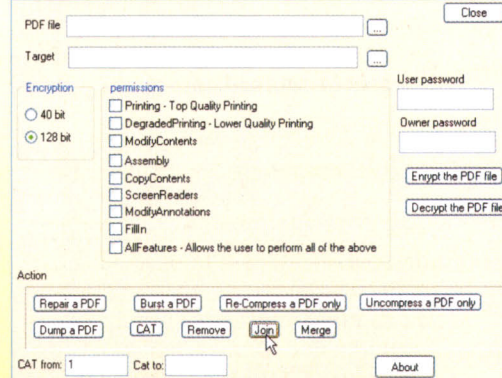 Close
PDF file
...
Target
...
Encryption
permissions
User password
Printing - Top Quality Printing
40 bit
DegradedPrinting - Lower Quality Printing
128 bit
ModifyContents
Owner password
Assembly
CopyContents
Enrypt the PDF file
ScreenReaders
ModifyAnnotations
Decrypt the PDF file
FillIn
AllFeatures - Allows the user to perform all of the above
Action
Repair a PDF Burst a PDF Re-Compress a PDF only Uncompress a PDF only
Dump a PDF CAT Remove Join Merge
CAT from: 1 Cat to: About